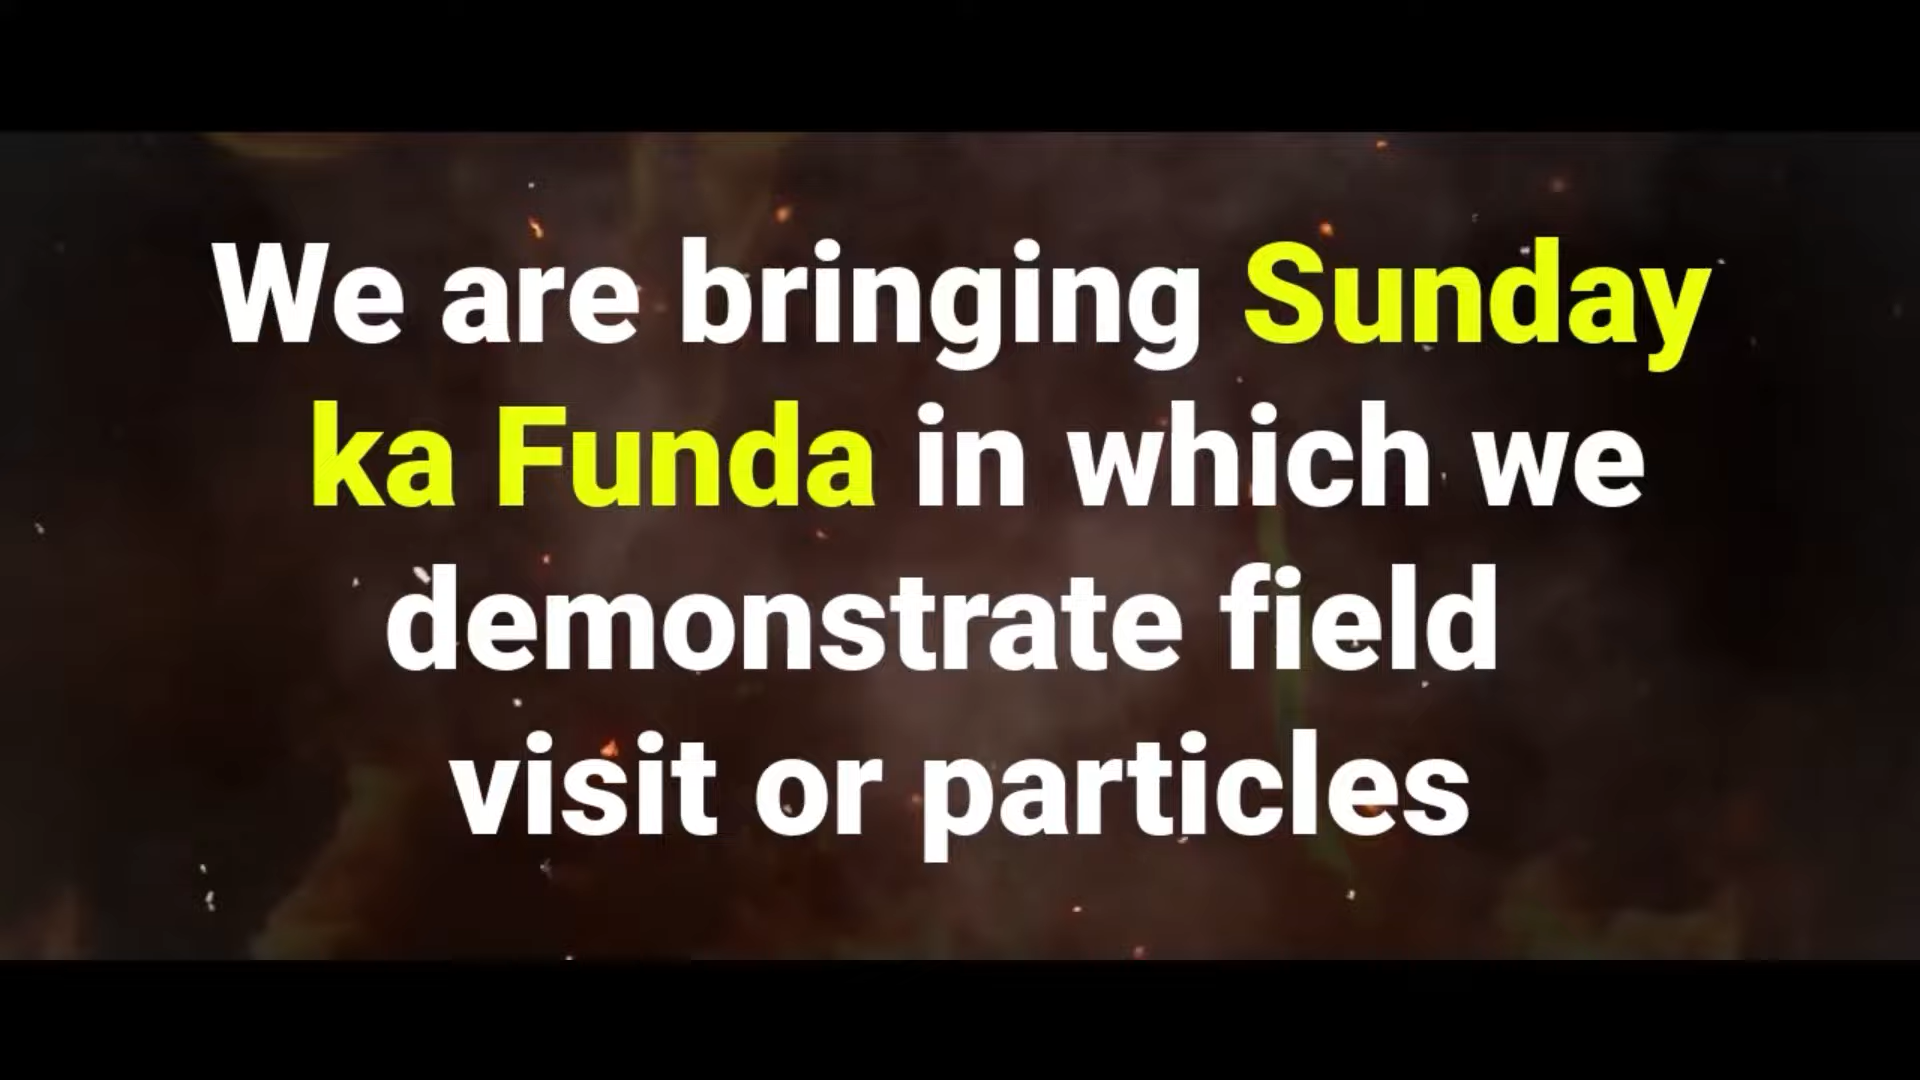 We are bringing Sunday
ka Funda in which we
demonstrate field
visit or particles